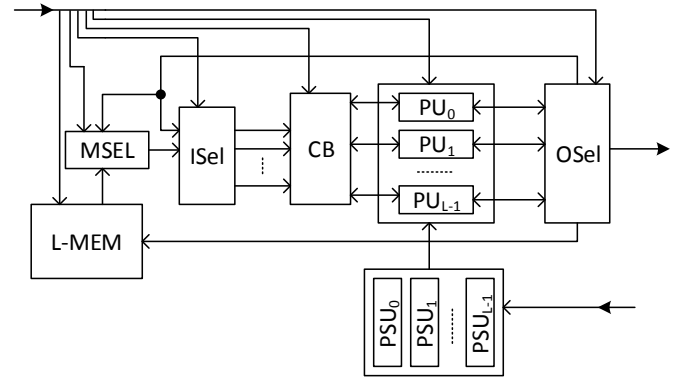 MSEL
ISel
CB
PU0
PU1
PUL-1
OSel
L-MEM
PSU0
PSU1
PSUL-1